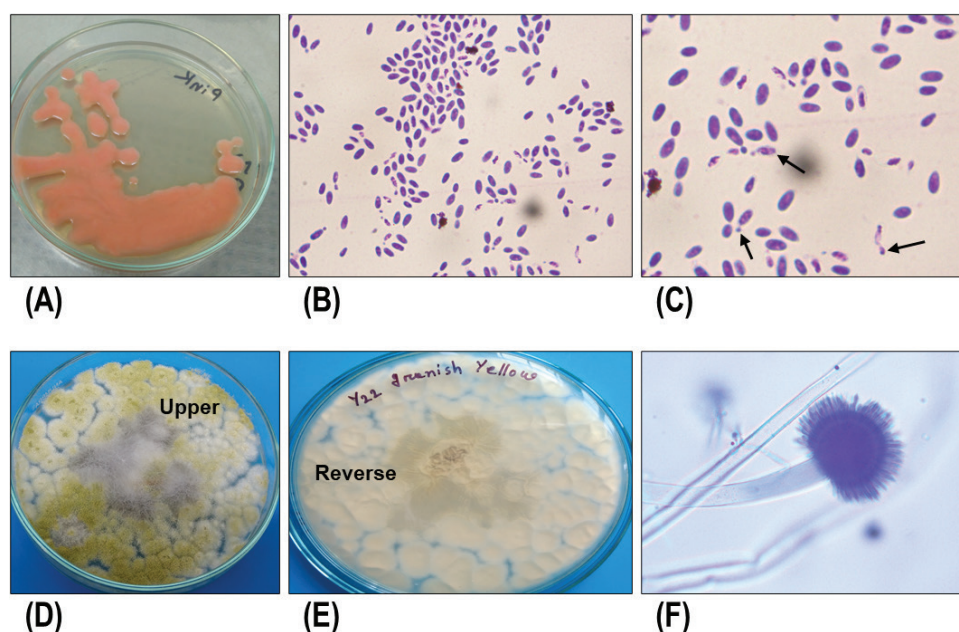 PiNK
(A)
(B)
(C)
Upper
Y22 greenish Yellow
Reverse
(D)
(E)
(F)